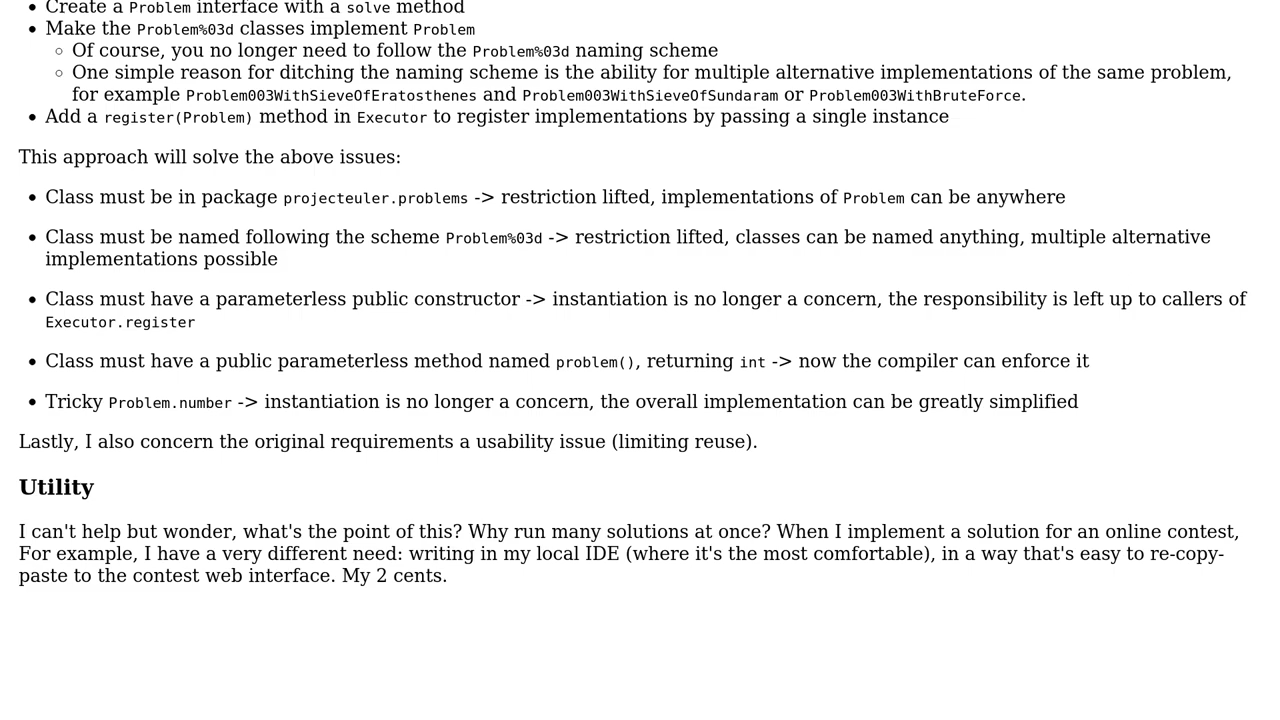 Create a Problem interface with a solve method
Make the Problem%03d classes implement Problem
Of course, you no longer need to follow the Problem%03d naming scheme
One simple reason for ditching the naming scheme is the ability for multiple alternative implementations of the same problem,
for example Problem003WithSieveOfEratosthenes and Problem003WithSieveOfSundaram or Problem003WithBruteForce.
Add a register(Problem) method in Executor to register implementations by passing a single instance
This approach will solve the above issues:
Class must be in package projecteuler.problems -> restriction lifted, implementations of Problem can be anywhere
Class must be named following the scheme Problem%03d -> restriction lifted, classes can be named anything, multiple alternative
implementations possible
Class must have a parameterless public constructor -> instantiation is no longer a concern, the responsibility is left up to callers of
Executor.register
Class must have a public parameterless method named problem(), returning int -> now the compiler can enforce it
Tricky Problem.number -> instantiation is no longer a concern, the overall implementation can be greatly simplified
Lastly, I also concern the original requirements a usability issue (limiting reuse).
Utility
I can't help but wonder, what's the point of this? Why run many solutions at once? When I implement a solution for an online contest,
For example, I have a very different need: writing in my local IDE (where it's the most comfortable), in a way that's easy to re-copy-
paste to the contest web interface. My 2 cents.